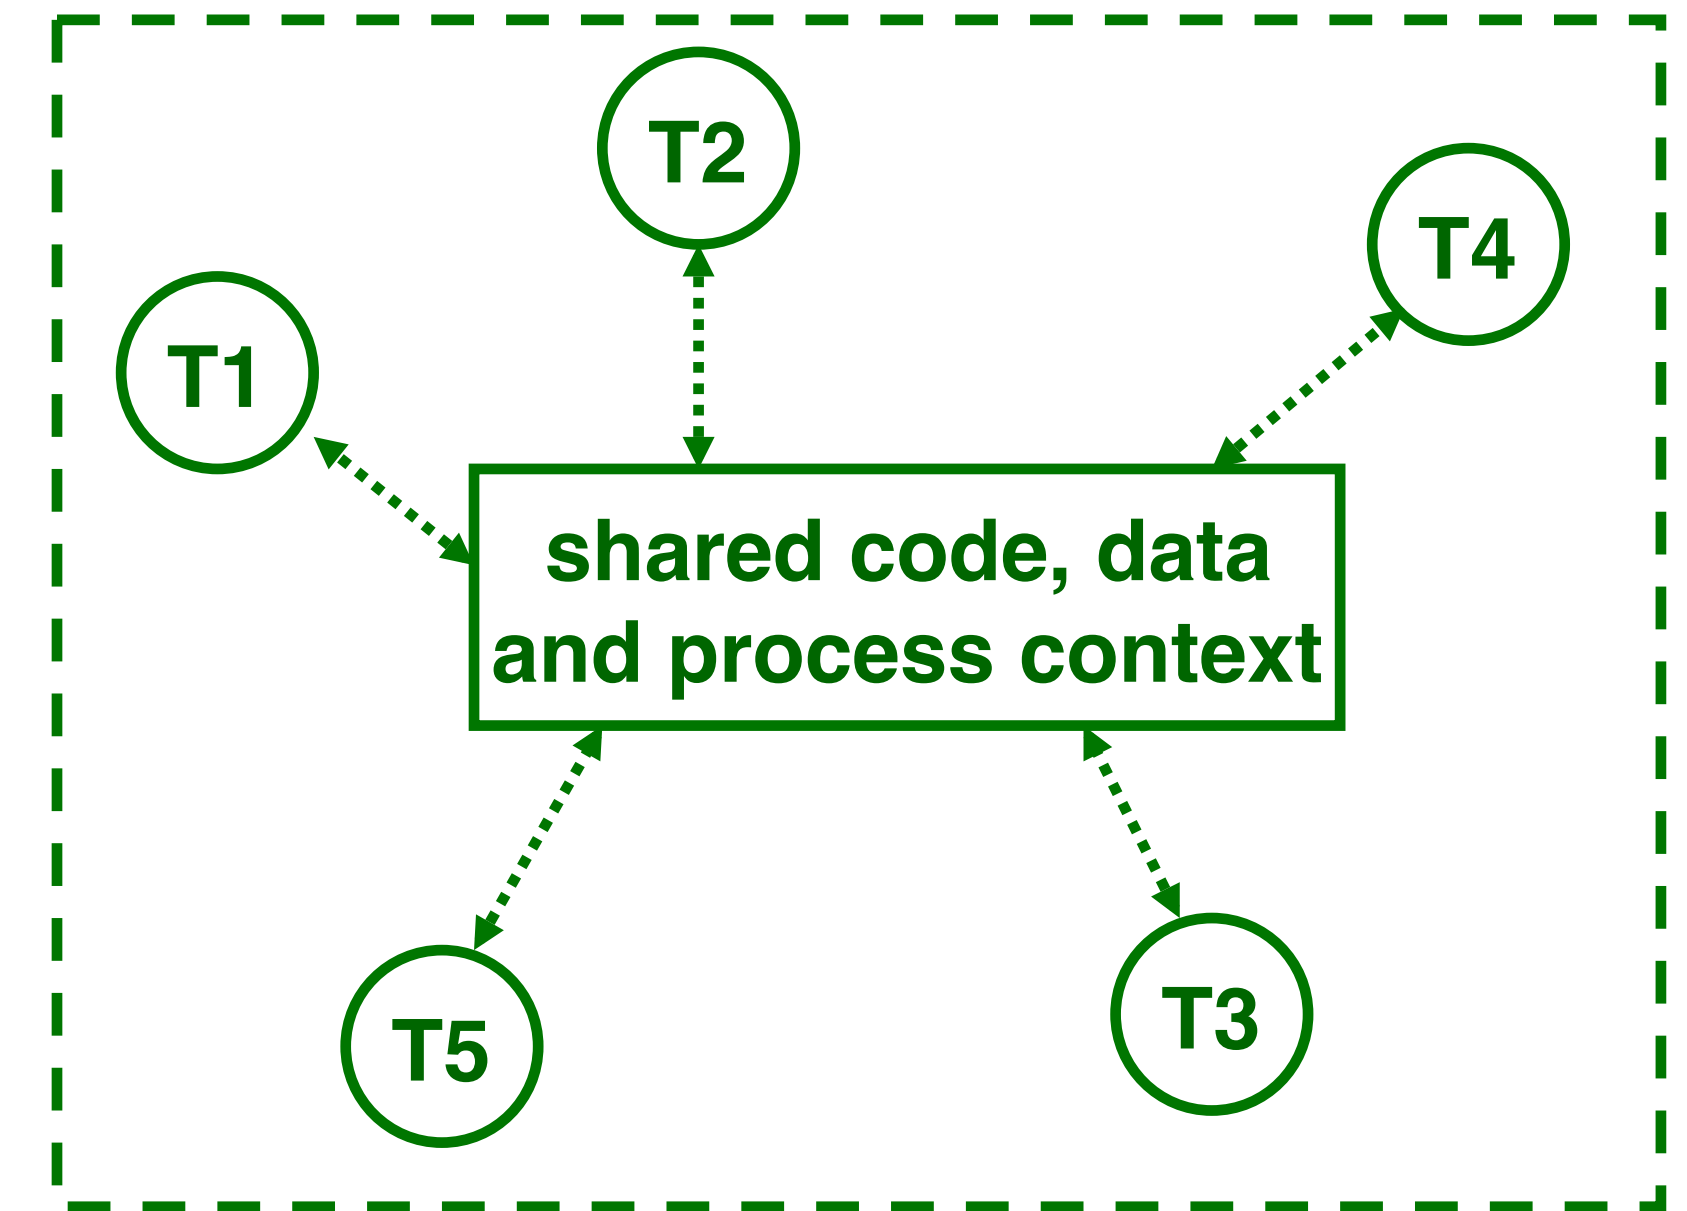 T2
T4
T1
shared code, data
and process context
T5
T3